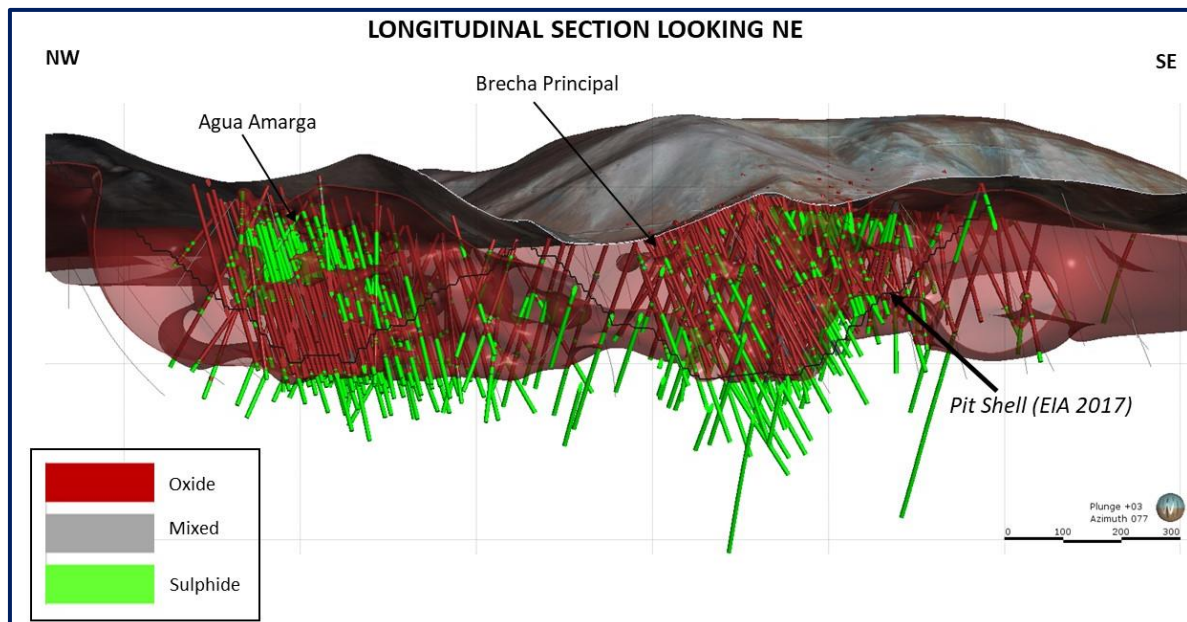 LONGITUDINAL SECTION LOOKING NE
NW
SE
Brecha Principal
Agua Amarga
Pit Shell (EIA 2017)
Oxide
Mixed
Sulphide
Plunge +03
Azimuth 077
0 100 200 300